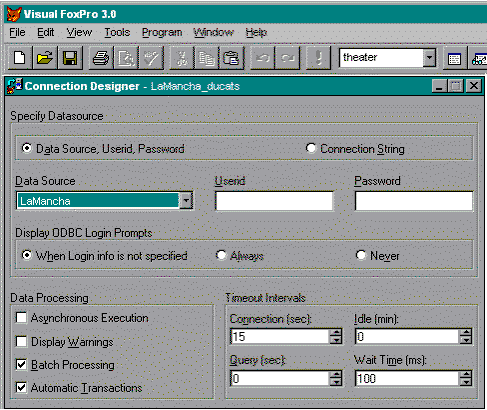 Visual FoxPro 3.0
File Edit View Tools Program Window Help
theater
Connection Designer - LaMancha_ducats
Specify Datasource
Data Source, Userid, Password Connection String
Data Source Userid Password
LaMancha
Display ODBC Login Prompts
When Login info is not specified Always Never
Data Processing Timeout Intervals
Asynchronous Execution Connection (sec): Idle (min):
15 0
Display Warnings
Batch Processing Query (sec): Wait Time (ms):
Automatic Transactions 0 100